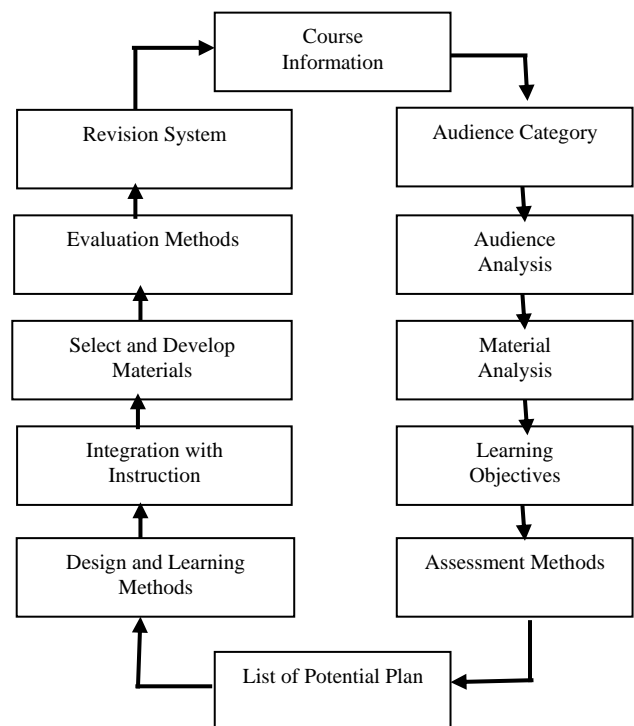 Course
Information
Audience Category
Audience
Analysis
Material
Analysis
Learning
Objectives
Assessment Methods
List of Potential Plan
Design and Learning
Methods
Integration with
Instruction
Select and Develop
Materials
Evaluation Methods
Revision System